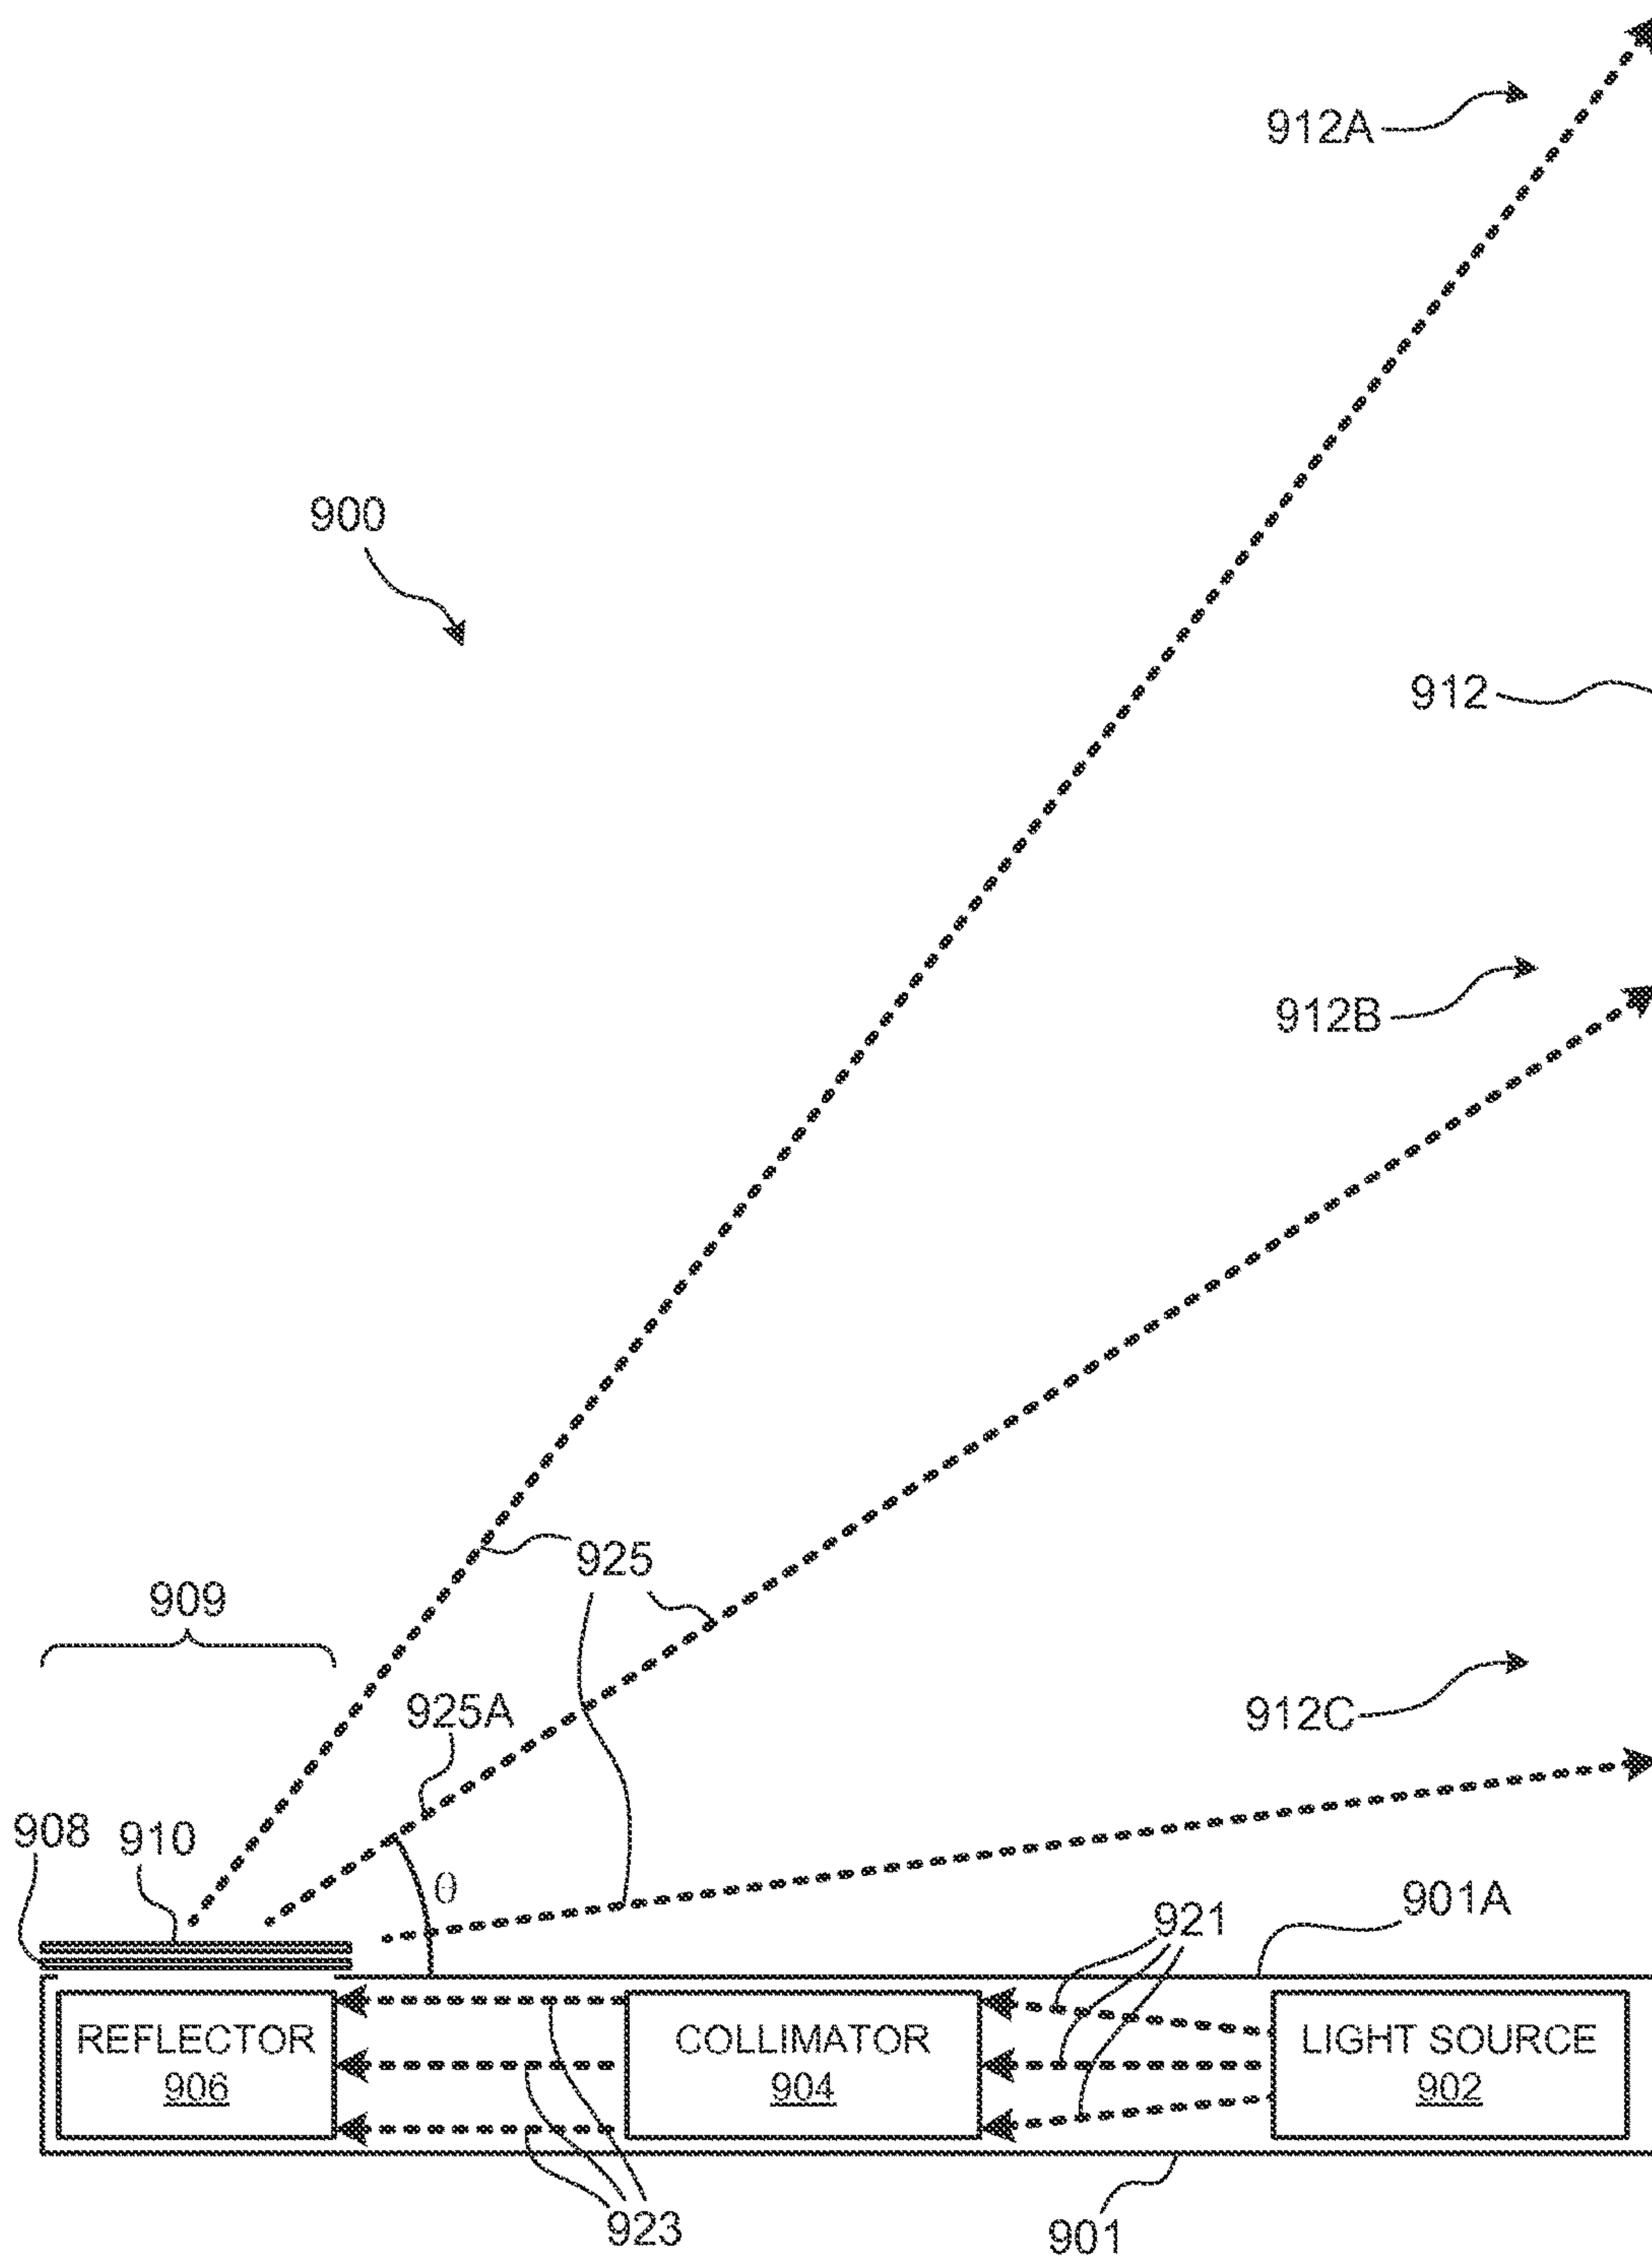 912A
900
912
912B
925
909
925A
912C
908
910
θ
901A
921
REFLECTOR
906
COLLIMATOR
904
LIGHT SOURCE
902
923
901